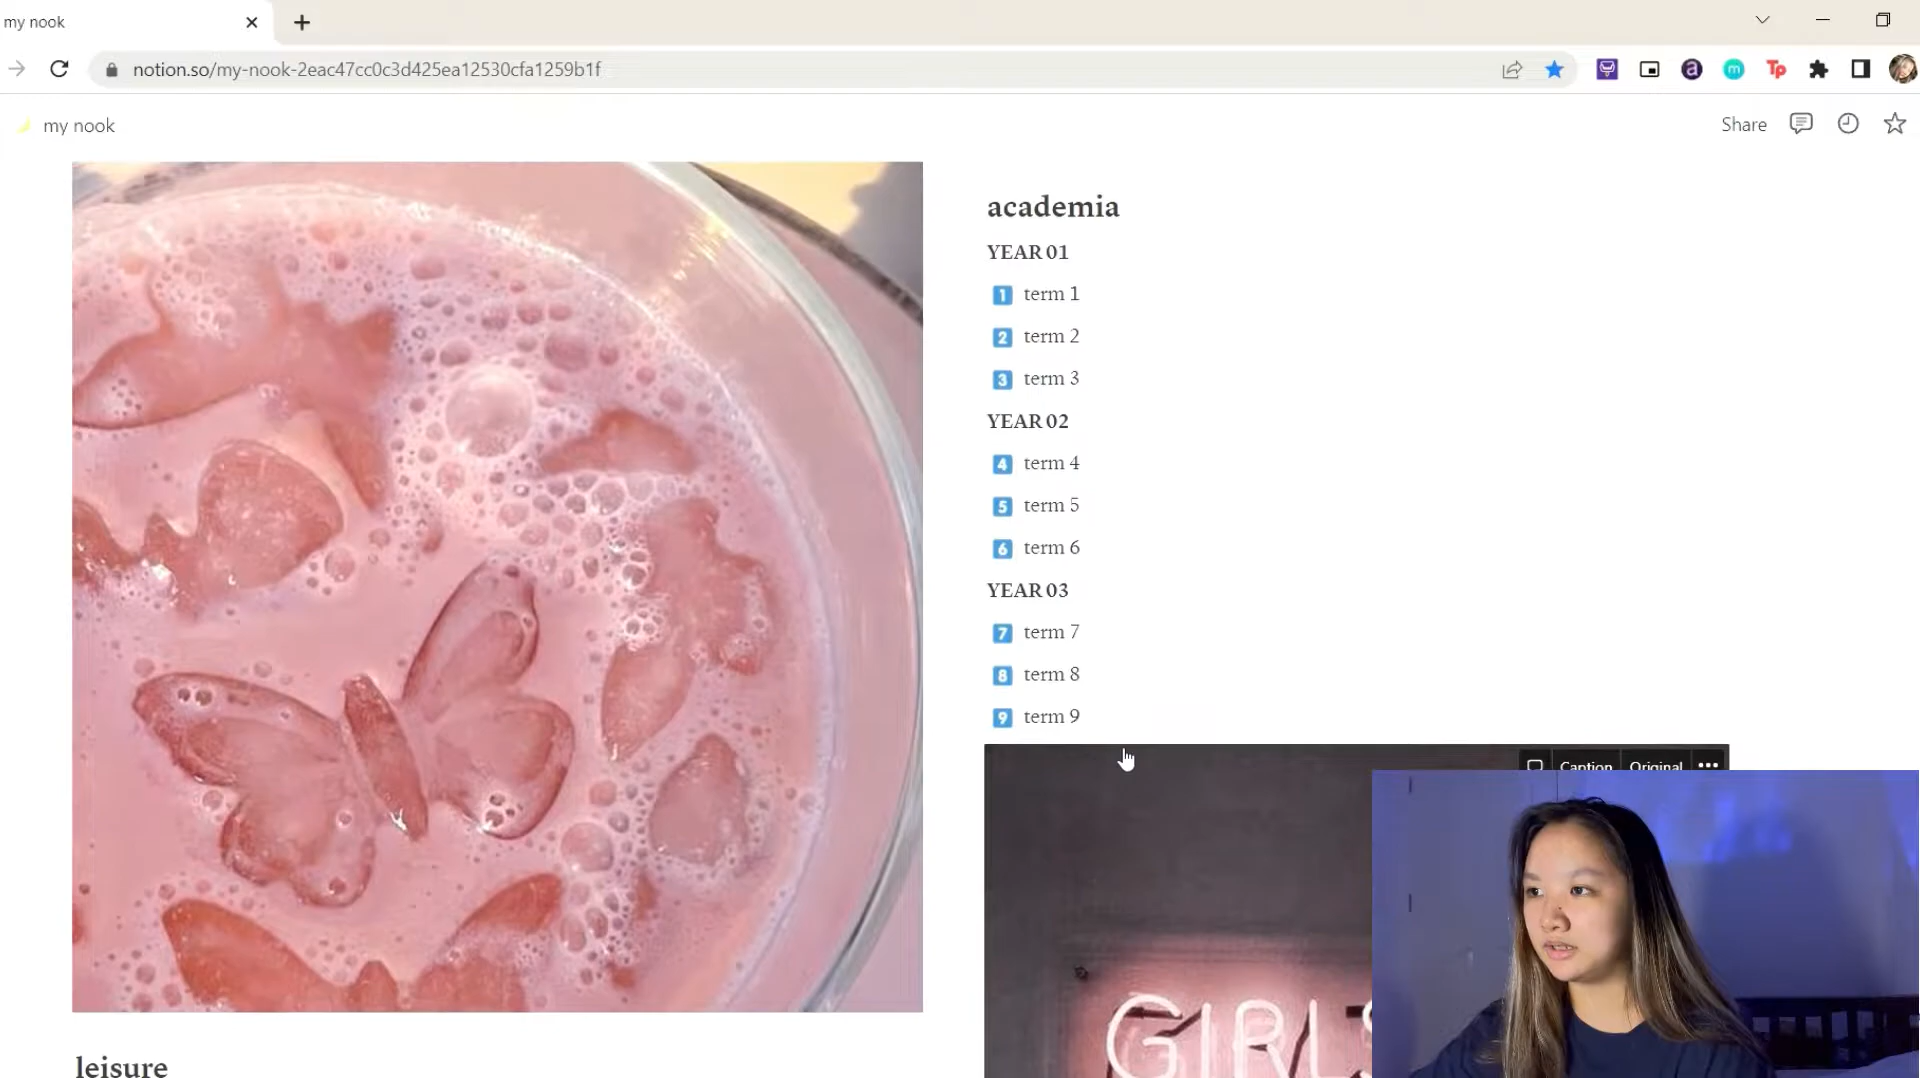 my nook
notion.so/my-nook-2eac47cc0c3d425ea12530cfa1259b1f
a
m
Tp
my nook
Share
academia
YEAR 01
1 term 1
2 term 2
3 term 3
YEAR 02
4 term 4
5 term 5
6 term 6
YEAR 03
7 term 7
8 term 8
9 term 9
Caption Original
GIRLS
leisure